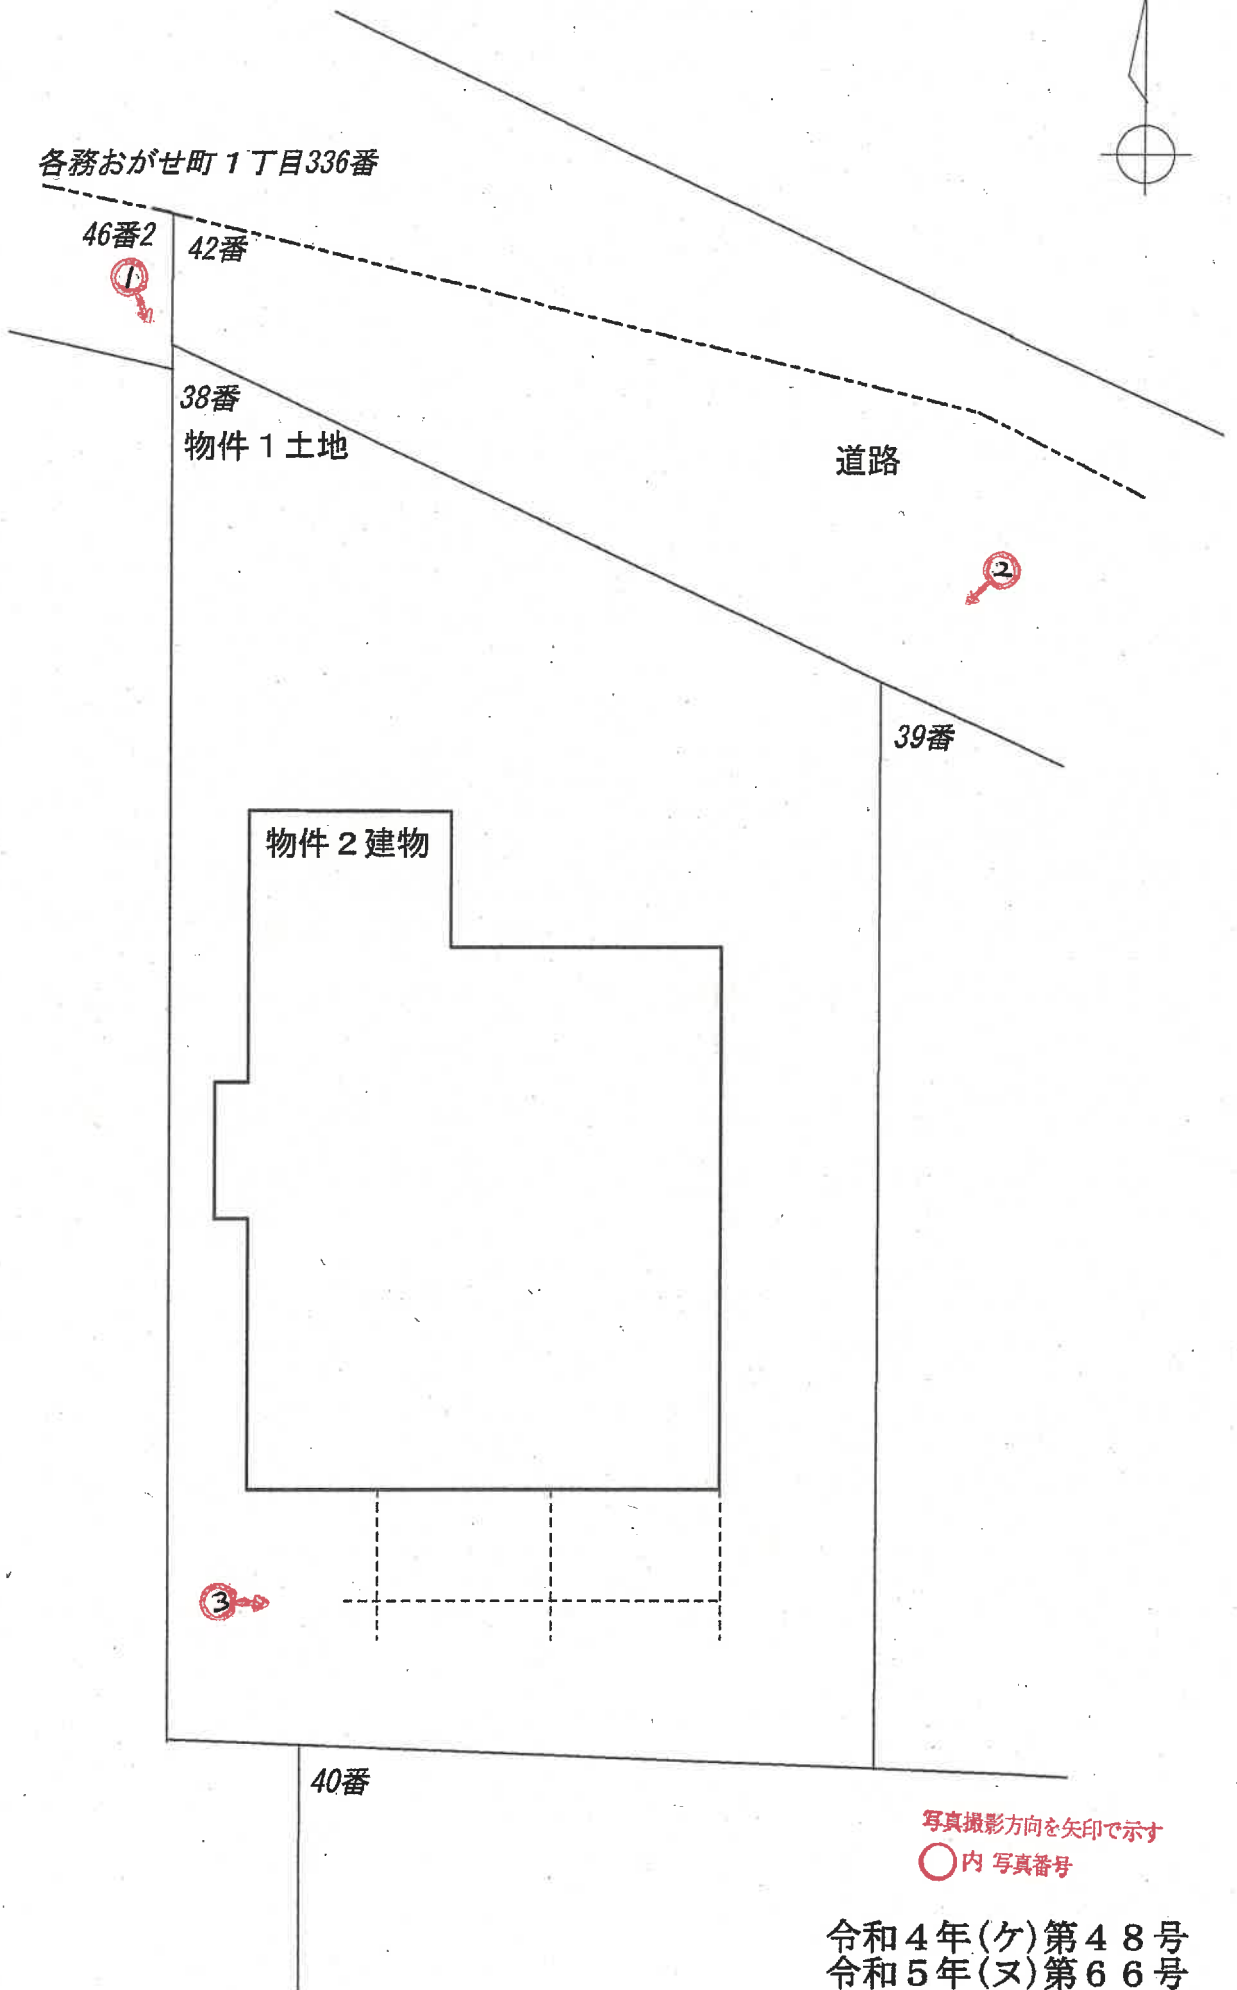 各務おがせ町1丁目336番
46番2
42番
1
38番
物件1土地
道路
2
39番
物件2建物
3
40番
写真撮影方向を矢印で示す
○内 写真番号
令和4年(ケ)第48号
令和5年(ヌ)第66号